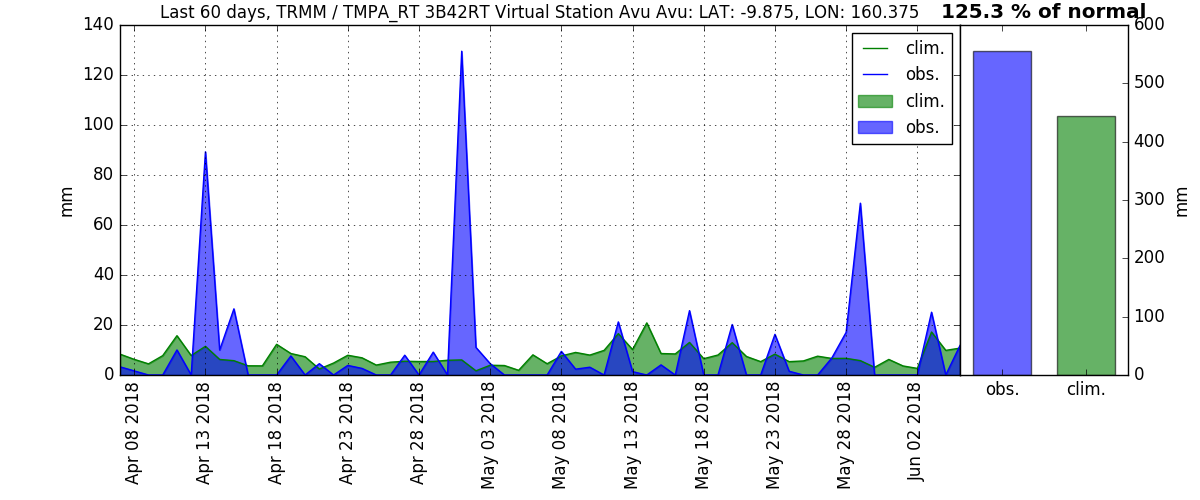 Last 60 days, TRMM / TMPA_RT 3B42RT Virtual Station Avu Avu: LAT: -9.875, LON: 160.375
125.3 % of normal
140
120
100
80
60
40
20
0
mm
clim.
obs.
clim.
obs.
600
500
400
300
200
100
0
mm
obs.
clim.
Apr 08 2018
Apr 13 2018
Apr 18 2018
Apr 23 2018
Apr 28 2018
May 03 2018
May 08 2018
May 13 2018
May 18 2018
May 23 2018
May 28 2018
Jun 02 2018